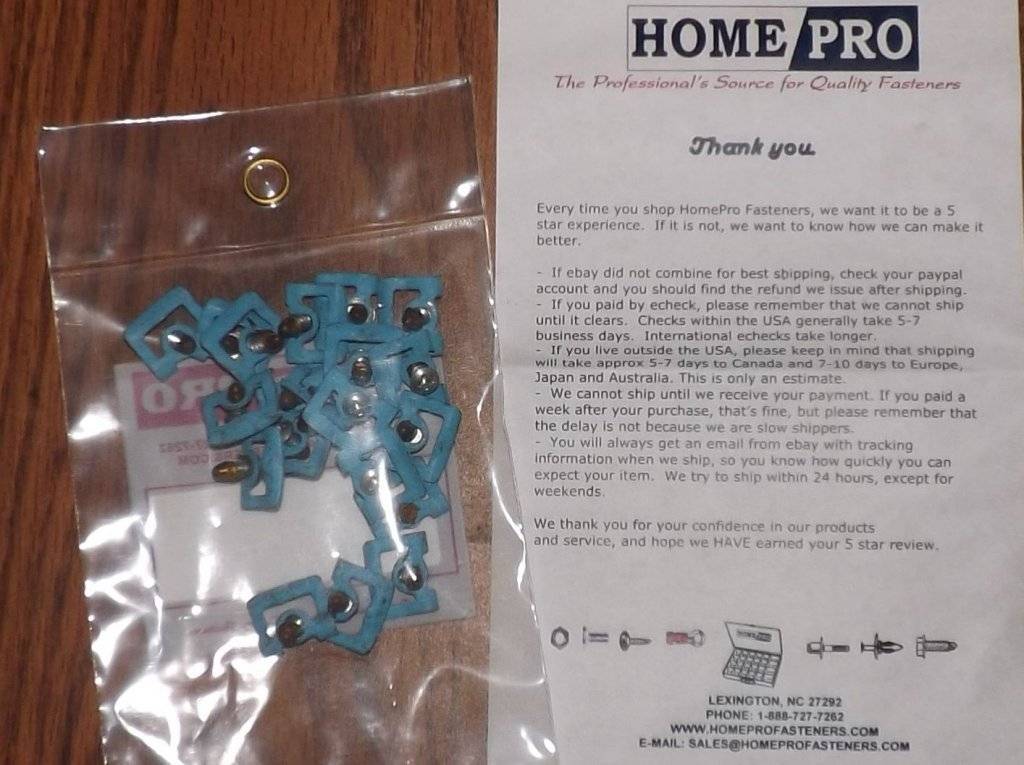 HOME/PRO
The Professional's Source for Quality Fasteners
Thank you
Every time you shop HomePro Fasteners, we want it to be a 5
star experience. If it is not, we want to know how we can make it
better.
- If ebay did not combine for best shipping, check your paypal
account and you should find the refund we issue after shipping.
- If you paid by echeck, please remember that we cannot ship
until it clears. Checks within the USA generally take 5-7
business days. International echecks take longer.
- If you live outside the USA, please keep in mind that shipping
will take approx 5-7 days to Canada and 7-10 days to Europe,
Japan and Australia. This is only an estimate.
- We cannot ship until we receive your payment. If you paid a
week after your purchase, that's fine, but please remember that
the delay is not because we are slow shippers.
- You will always get an email from ebay with tracking
information when we ship, so you know how quickly you can
expect your item. We try to ship within 24 hours, except for
weekends.
We thank you for your confidence in our products
and service, and hope we HAVE earned your 5 star review.
LEXINGTON, NC 27292
PHONE: 1-888-727-7262
WWW.HOMEPROFASTENERS.COM
E-MAIL: SALES@HOMEPROFASTENERS.COM
PRO